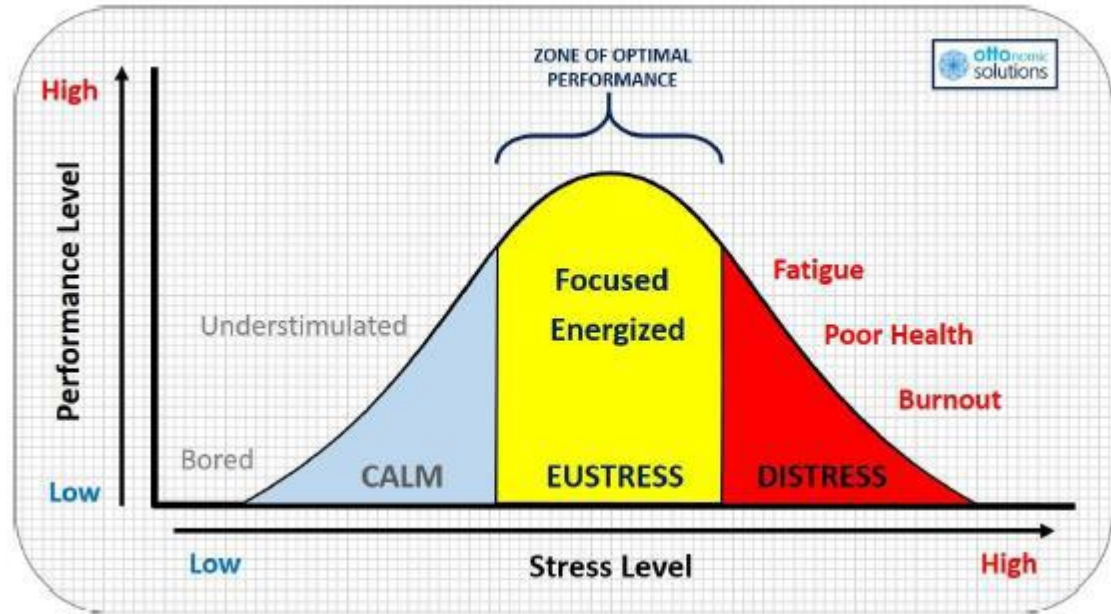 ZONE OF OPTIMAL
PERFORMANCE
ottonomic
solutions
High
Performance Level
Low
Understimulated
Bored
CALM
Focused
Energized
EUSTRESS
DISTRESS
Fatigue
Poor Health
Burnout
Low
Stress Level
High